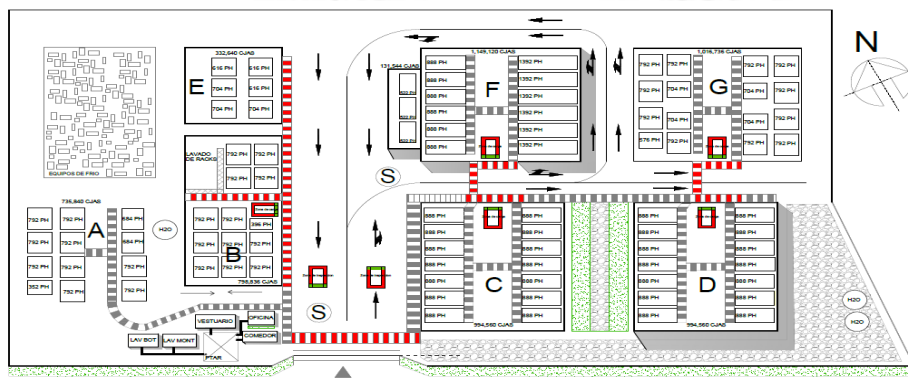 332,640 CJAS
616 PH 616 PH
704 PH 704 PH
704 PH 704 PH
E
EQUIPOS DE FRIO
LAVADO DE RACKS
792 PH 792 PH
792 PH 792 PH
396 PH
792 PH 792 PH 792 PH
792 PH 792 PH 792 PH
792 PH 792 PH 792 PH
B
798,936 CJAS
735,840 CJAS
792 PH 792 PH 684 PH
792 PH 792 PH 684 PH
792 PH 792 PH 792 PH
352 PH 792 PH 792 PH
A
H2O
VESTUARIO
OFICINA
COMEDOR
LAV BOT
LAV MONT
PTAR
S
S
131,544 CJAS
1,149,120 CJAS
888 PH 1392 PH
888 PH 1392 PH
888 PH 1392 PH
888 PH 1392 PH
888 PH 1392 PH
888 PH 1392 PH
F
1,016,736 CJAS
792 PH 792 PH 792 PH 792 PH
792 PH 704 PH 704 PH 792 PH
792 PH 704 PH 704 PH 792 PH
676 PH 792 PH 792 PH 792 PH
G
N
888 PH 888 PH
888 PH 888 PH
888 PH 888 PH
888 PH 888 PH
888 PH 888 PH
888 PH 888 PH
888 PH 888 PH
C
994,560 CJAS
888 PH 888 PH
888 PH 888 PH
888 PH 888 PH
888 PH 888 PH
888 PH 888 PH
888 PH 888 PH
888 PH 888 PH
D
994,560 CJAS
H2O
H2O